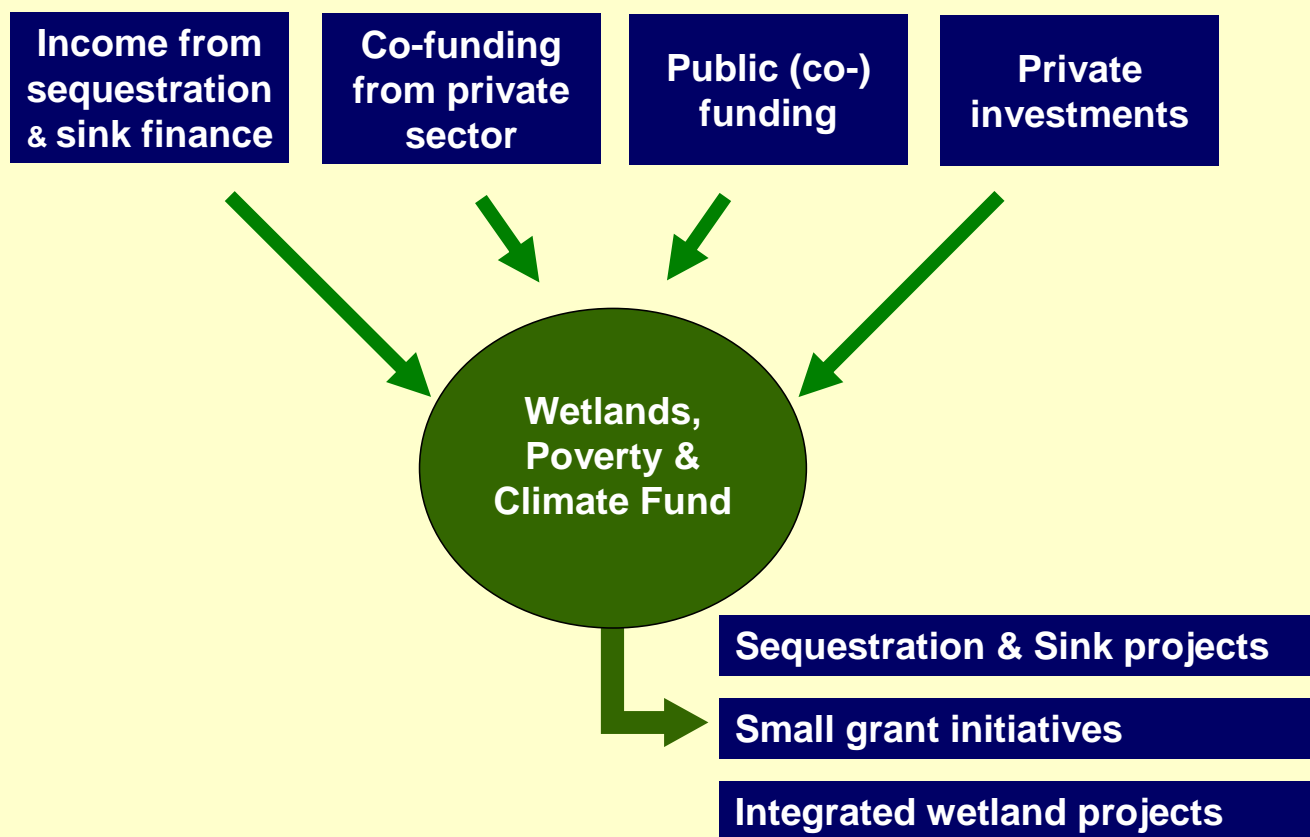 Income from
sequestration
& sink finance
Co-funding
from private
sector
Public (co-)
funding
Private
investments
Wetlands,
Poverty &
Climate Fund
Sequestration & Sink projects
Small grant initiatives
Integrated wetland projects